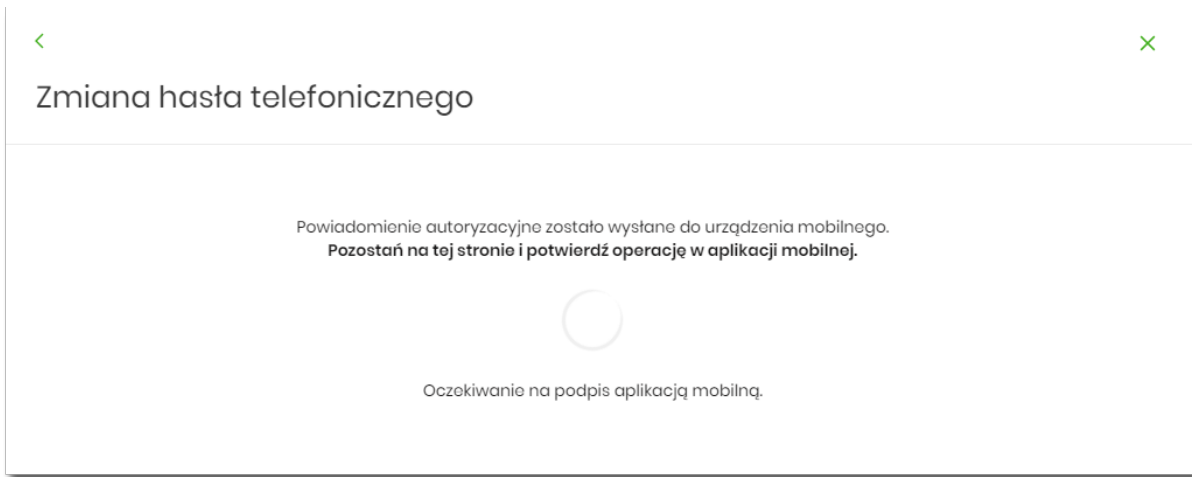 Zmiana hasła telefonicznego
Powiadomienie autoryzacyjne zostało wysłane do urządzenia mobilnego.
Pozostań na tej stronie i potwierdź operację w aplikacji mobilnej.
Oczekiwanie na podpis aplikacją mobilną.